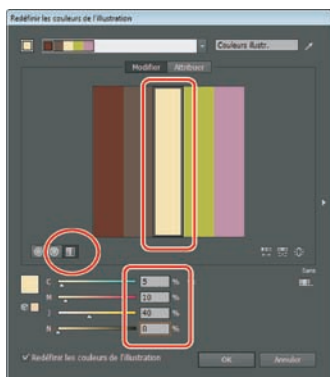 Redéfinir les couleurs de l'illustration
Couleurs illustr.
Modifier Attribuer
Sans
C 5 %
M 10 %
J 40 %
N 0 %
Redéfinir les couleurs de l'illustration
OK Annuler